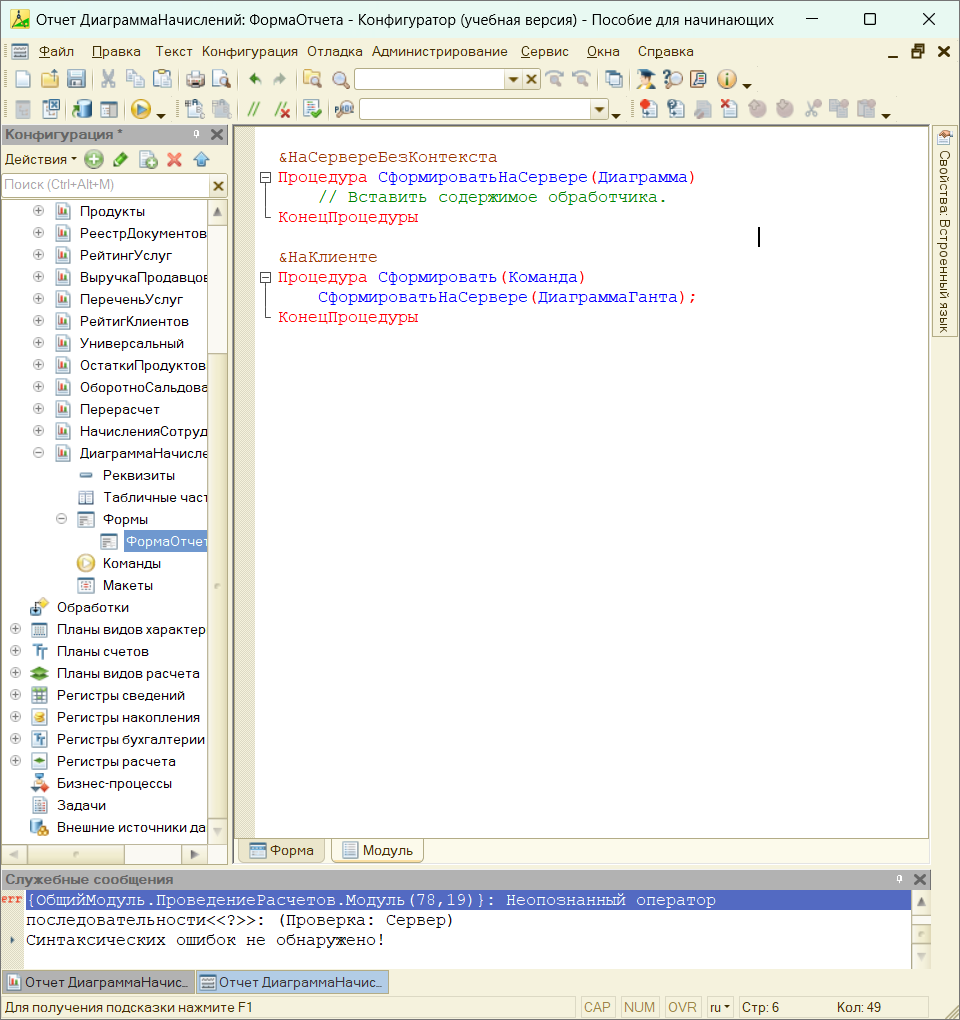 Отчет ДиаграммаНачислений: ФормаОтчета - Конфигуратор (учебная версия) - Пособие для начинающих
Файл Правка Текст Конфигурация Отладка Администрирование Сервис Окна Справка
Конфигурация *
Действия
Поиск (Ctrl+Alt+M)
Продукты
РеестрДокументов
РейтингУслуг
ВыручкаПродавцов
ПереченьУслуг
РейтигКлиентов
Универсальный
ОстаткиПродуктов
ОборотноСальдова
Перерасчет
НачисленияСотруд
ДиаграммаНачисле
Реквизиты
Табличные част
Формы
ФормаОтчет
Команды
Макеты
Обработки
Планы видов характер
Планы счетов
Планы видов расчета
Регистры сведений
Регистры накопления
Регистры бухгалтерии
Регистры расчета
Бизнес-процессы
Задачи
Внешние источники да
&НаСервереБезКонтекста
Процедура СформироватьНаСервере(Диаграмма)
// Вставить содержимое обработчика.
КонецПроцедуры
&НаКлиенте
Процедура Сформировать(Команда)
СформироватьНаСервере(ДиаграммаГанта);
КонецПроцедуры
Свойства: Встроенный язык
Форма Модуль
Служебные сообщения
err {ОбщийМодуль.ПроведениеРасчетов.Модуль(78,19)}: Неопознанный оператор
последовательности<<?>>: (Проверка: Сервер)
Синтаксических ошибок не обнаружено!
Отчет ДиаграммаНачис... Отчет ДиаграммаНачис...
Для получения подсказки нажмите F1 CAP NUM OVR ru Стр: 6 Кол: 49